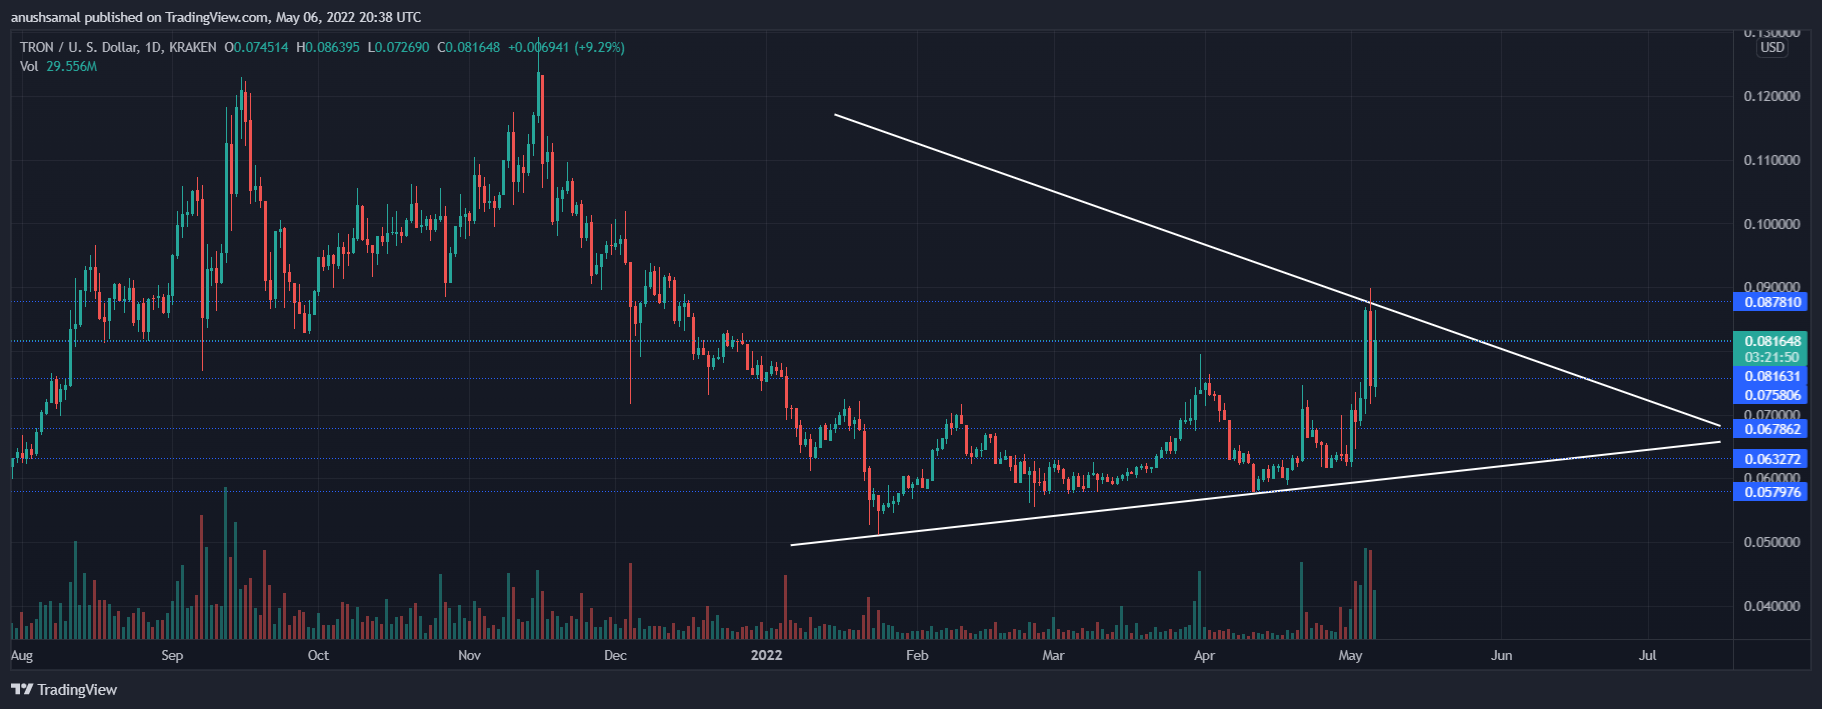 anushsamal published on TradingView.com, May 06, 2022 20:38 UTC
TRON / U. S. Dollar, 1D, KRAKEN O0.074514 H0.086395 L0.072690 C0.081648 +0.006941 (+9.29%)
Vol 29.556M
0.130000
USD
0.120000
0.110000
0.100000
0.090000
0.087810
0.081648
03:21:50
0.081631
0.075806
0.070000
0.067862
0.063272
0.060000
0.057976
0.050000
0.040000
Aug Sep Oct Nov Dec 2022 Feb Mar Apr May Jun Jul
TradingView